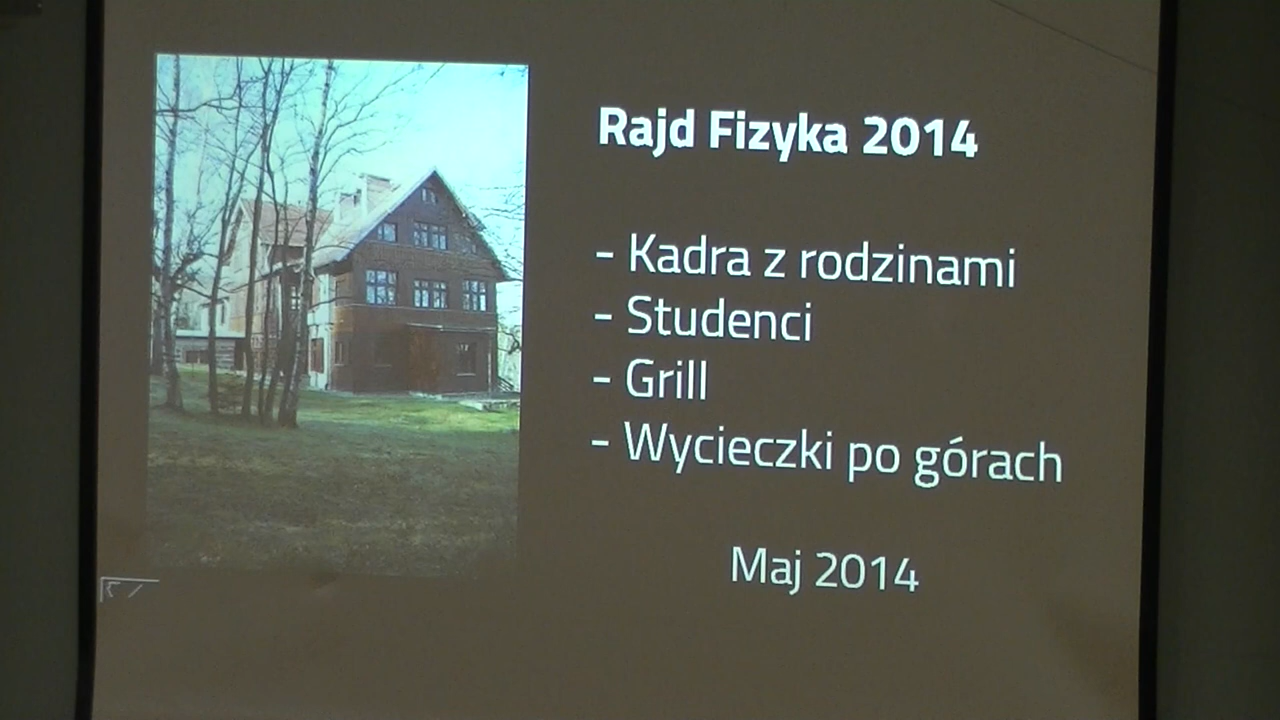 Rajd Fizyka 2014
- Kadra z rodzinami
- Studenci
- Grill
- Wycieczki po górach
Maj 2014